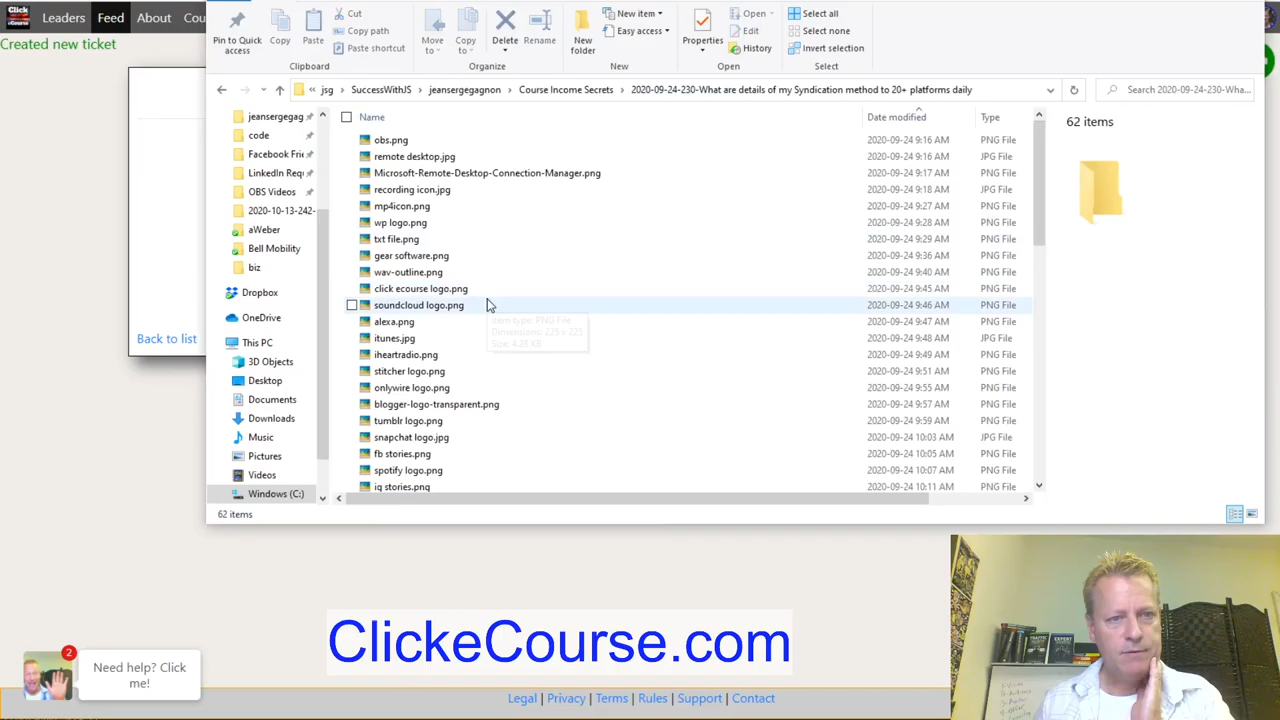 Click eCourse
Leaders Feed About Cou
Created new ticket
Back to list
Pin to Quick access
Copy
Paste
Cut
Copy path
Paste shortcut
Clipboard
Move to
Copy to
Delete
Rename
Organize
New folder
New item
Easy access
New
Properties
Open
Edit
History
Open
Select all
Select none
Invert selection
Select
« jsg > SuccessWithJS > jeansergegagnon > Course Income Secrets > 2020-09-24-230-What are details of my Syndication method to 20+ platforms daily
Search 2020-09-24-230-Wha...
jeansergegag
code
Facebook Frie
LinkedIn Requ
OBS Videos
2020-10-13-242-
aWeber
Bell Mobility
biz
Dropbox
OneDrive
This PC
3D Objects
Desktop
Documents
Downloads
Music
Pictures
Videos
Windows (C:)
Name Date modified Type
obs.png 2020-09-24 9:16 AM PNG File
remote desktop.jpg 2020-09-24 9:16 AM JPG File
Microsoft-Remote-Desktop-Connection-Manager.png 2020-09-24 9:17 AM PNG File
recording icon.jpg 2020-09-24 9:18 AM JPG File
mp4icon.png 2020-09-24 9:27 AM PNG File
wp logo.png 2020-09-24 9:28 AM PNG File
txt file.png 2020-09-24 9:29 AM PNG File
gear software.png 2020-09-24 9:36 AM PNG File
wav-outline.png 2020-09-24 9:40 AM PNG File
click ecourse logo.png 2020-09-24 9:45 AM PNG File
soundcloud logo.png 2020-09-24 9:46 AM PNG File
alexa.png 2020-09-24 9:47 AM PNG File
itunes.jpg 2020-09-24 9:48 AM JPG File
iheartradio.png 2020-09-24 9:49 AM PNG File
stitcher logo.png 2020-09-24 9:51 AM PNG File
onlywire logo.png 2020-09-24 9:55 AM PNG File
blogger-logo-transparent.png 2020-09-24 9:57 AM PNG File
tumblr logo.png 2020-09-24 9:59 AM PNG File
snapchat logo.jpg 2020-09-24 10:03 AM JPG File
fb stories.png 2020-09-24 10:05 AM PNG File
spotify logo.png 2020-09-24 10:07 AM PNG File
ig stories.png 2020-09-24 10:11 AM PNG File
Item type: PNG File
Dimensions: 225 x 225
Size: 4.28 KB
62 items
62 items
ClickeCourse.com
2
Need help? Click me!
Legal | Privacy | Terms | Rules | Support | Contact
TRAFFIC
EXPERT